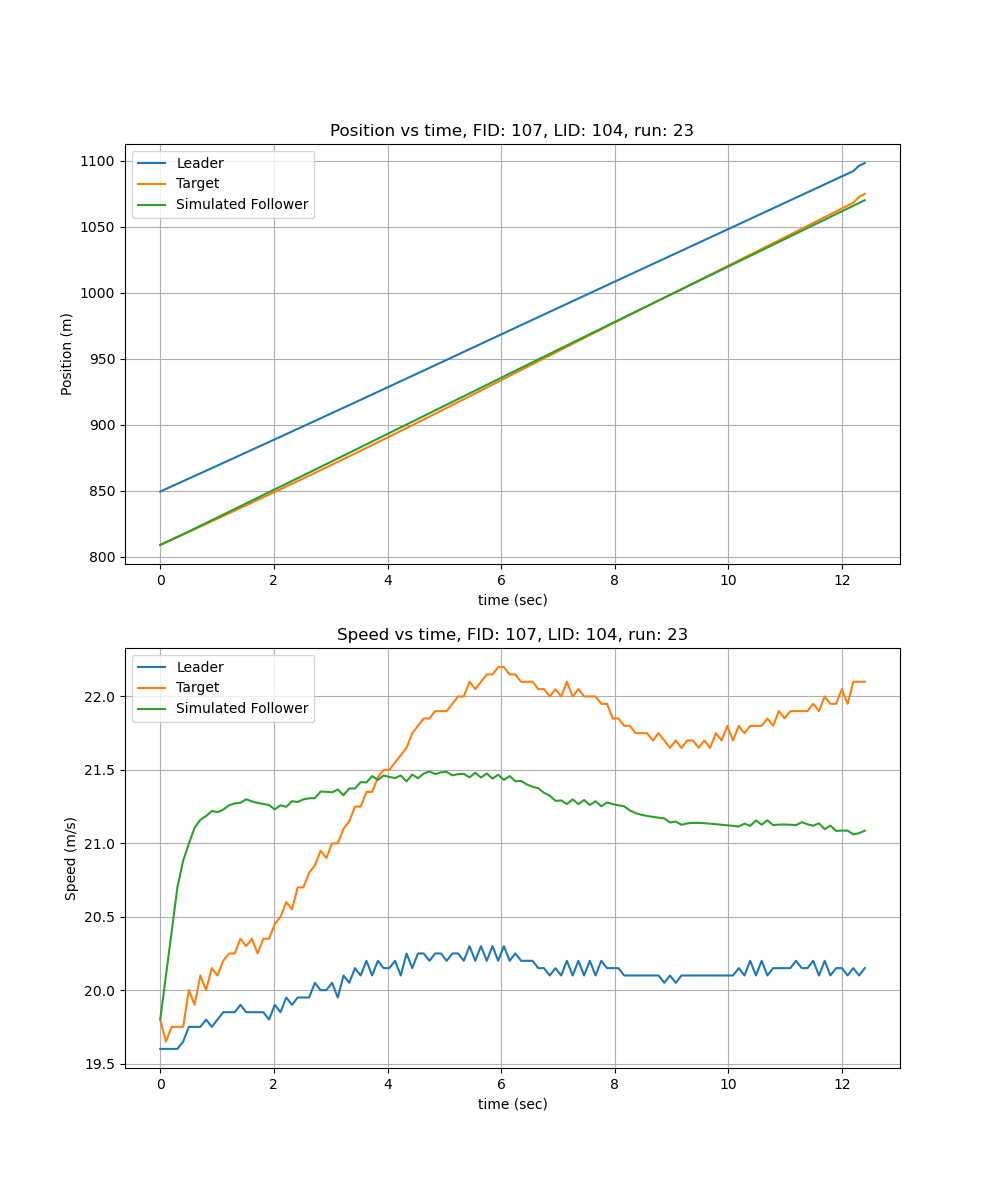 Position vs time, FID: 107, LID: 104, run: 23
Leader
Target
Simulated Follower
1100
1050
1000
950
900
850
800
Position (m)
0 2 4 6 8 10 12
time (sec)
Speed vs time, FID: 107, LID: 104, run: 23
Leader
Target
Simulated Follower
22.0
21.5
21.0
20.5
20.0
19.5
Speed (m/s)
0 2 4 6 8 10 12
time (sec)